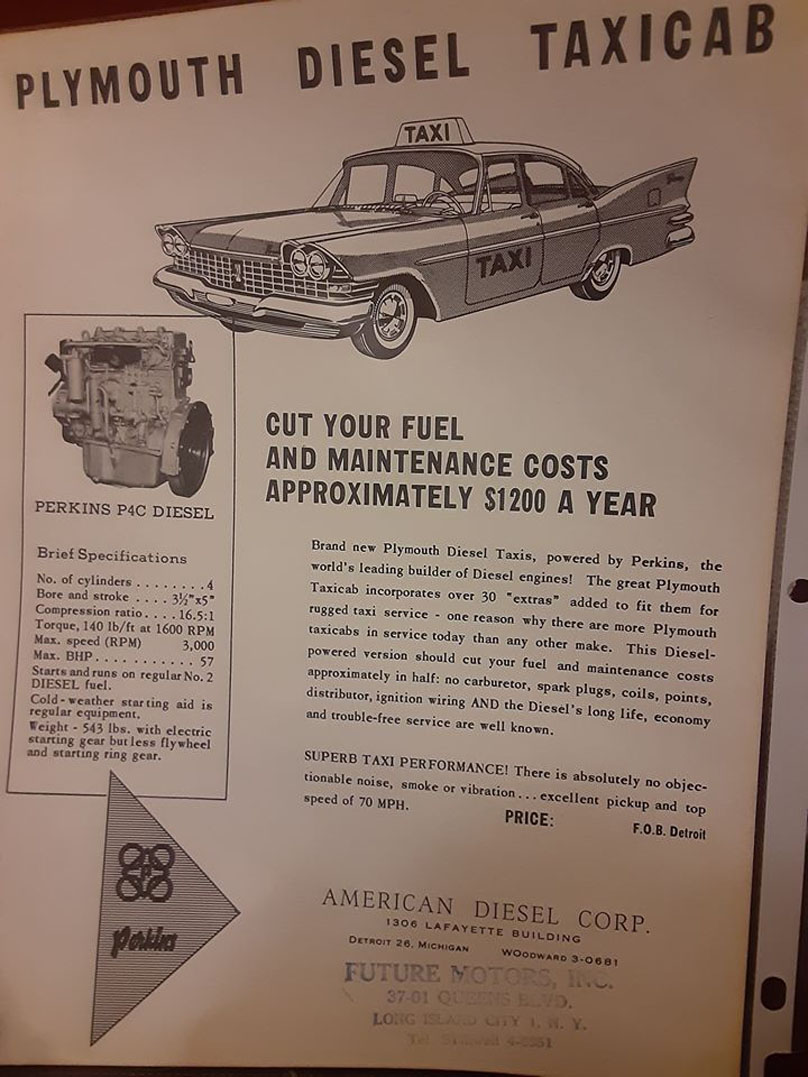 PLYMOUTH DIESEL TAXICAB
TAXI
TAXI
PERKINS P4C DIESEL
Brief Specifications
No. of cylinders . . . . . . . . 4
Bore and stroke . . . . 3½"x5"
Compression ratio . . . . 16.5:1
Torque, 140 lb/ft at 1600 RPM
Max. speed (RPM) 3,000
Max. BHP . . . . . . . . . . . 57
Starts and runs on regular No. 2
DIESEL fuel.
Cold-weather starting aid is
regular equipment.
Weight - 543 lbs. with electric
starting gear but less flywheel
and starting ring gear.
P
Perkins
CUT YOUR FUEL
AND MAINTENANCE COSTS
APPROXIMATELY $1200 A YEAR
Brand new Plymouth Diesel Taxis, powered by Perkins, the
world's leading builder of Diesel engines! The great Plymouth
Taxicab incorporates over 30 "extras" added to fit them for
rugged taxi service - one reason why there are more Plymouth
taxicabs in service today than any other make. This Diesel-
powered version should cut your fuel and maintenance costs
approximately in half: no carburetor, spark plugs, coils, points,
distributor, ignition wiring AND the Diesel's long life, economy
and trouble-free service are well known.
SUPERB TAXI PERFORMANCE! There is absolutely no objec-
tionable noise, smoke or vibration . . . excellent pickup and top
speed of 70 MPH.
PRICE: F.O.B. Detroit
AMERICAN DIESEL CORP.
1306 LAFAYETTE BUILDING
DETROIT 26, MICHIGAN WOODWARD 3-0681
FUTURE MOTORS, INC.
37-01 QUEENS BLVD.
LONG ISLAND CITY 1, N. Y.
Tel.